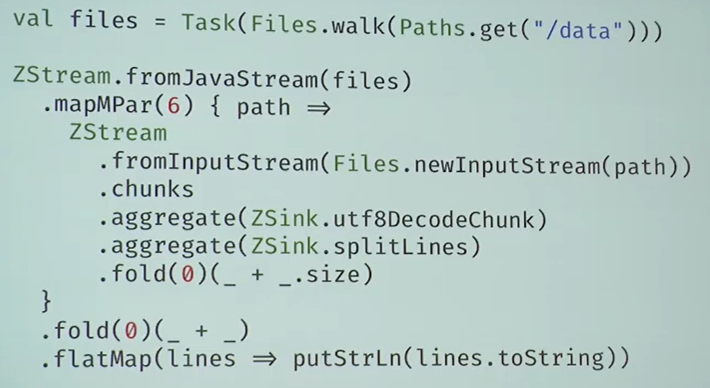 val files = Task(Files.walk(Paths.get("/data")))
ZStream.fromJavaStream(files)
.mapMPar(6) { path ⇒
ZStream
.fromInputStream(Files.newInputStream(path))
.chunks
.aggregate(ZSink.utf8DecodeChunk)
.aggregate(ZSink.splitLines)
.fold(0)(_ + _.size)
}
.fold(0)(_ + _)
.flatMap(lines ⇒ putStrLn(lines.toString))